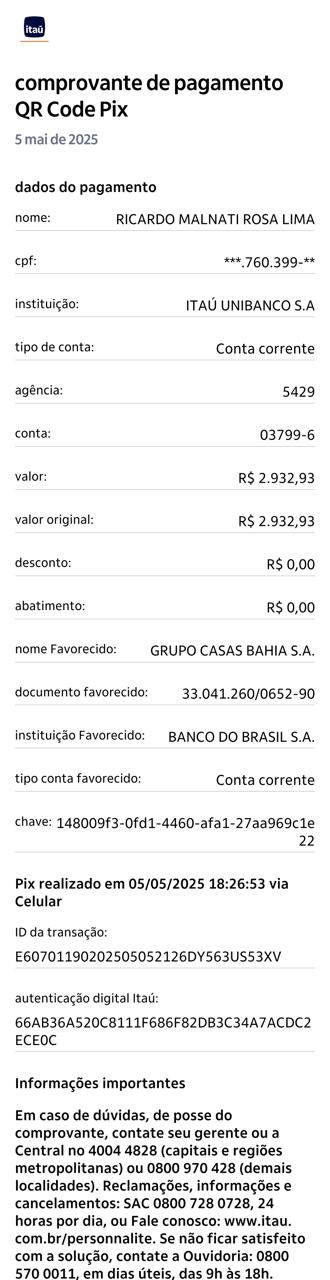 itaú
comprovante de pagamento
QR Code Pix
5 mai de 2025
dados do pagamento
nome: RICARDO MALNATI ROSA LIMA
cpf: ***.760.399-**
instituição: ITAÚ UNIBANCO S.A
tipo de conta: Conta corrente
agência: 5429
conta: 03799-6
valor: R$ 2.932,93
valor original: R$ 2.932,93
desconto: R$ 0,00
abatimento: R$ 0,00
nome Favorecido: GRUPO CASAS BAHIA S.A.
documento favorecido: 33.041.260/0652-90
instituição Favorecido: BANCO DO BRASIL S.A.
tipo conta favorecido: Conta corrente
chave: 148009f3-0fd1-4460-afa1-27aa969c1e
22
Pix realizado em 05/05/2025 18:26:53 via
Celular
ID da transação:
E60701190202505052126DY563US53XV
autenticação digital Itaú:
66AB36A520C8111F686F82DB3C34A7ACDC2
ECE0C
Informações importantes
Em caso de dúvidas, de posse do
comprovante, contate seu gerente ou a
Central no 4004 4828 (capitais e regiões
metropolitanas) ou 0800 970 428 (demais
localidades). Reclamações, informações e
cancelamentos: SAC 0800 728 0728, 24
horas por dia, ou Fale conosco: www.itau.
com.br/personnalite. Se não ficar satisfeito
com a solução, contate a Ouvidoria: 0800
570 0011, em dias úteis, das 9h às 18h.